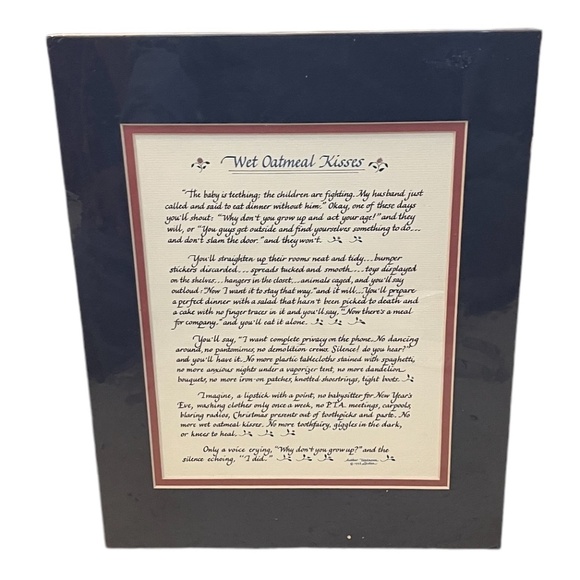 Wet Oatmeal Kisses
"The baby is teething; the children are fighting. My husband just
called and said to eat dinner without him." Okay, one of these days
you'll shout: "Why don't you grow up and act your age!" and they
will, or "You guys get outside and find yourselves something to do...
and don't slam the door." and they won't.
You'll straighten up their rooms neat and tidy... bumper
stickers discarded... spreads tucked and smooth... toys displayed
on the shelves... hangers in the closet... animals caged, and you'll say
outloud: "Now I want it to stay that way." and it will... You'll prepare
a perfect dinner with a salad that hasn't been picked to death and
a cake with no finger traces in it and you'll say, "Now there's a meal
for company," and you'll eat it alone.
You'll say, "I want complete privacy on the phone. No dancing
around, no pantomimes, no demolition crews. Silence! do you hear?"
and you'll have it. No more plastic tablecloths stained with spaghetti,
no more anxious nights under a vaporizer tent, no more dandelion
bouquets, no more iron-on patches, knotted shoestrings, tight boots.
Imagine, a lipstick with a point, no babysitter for New Year's
Eve, washing clothes only once a week, no P.T.A. meetings, carpools,
blaring radios, Christmas presents out of toothpicks and paste. No
more wet oatmeal kisses. No more toothfairy, giggles in the dark,
or knees to heal.
Only a voice crying, "Why don't you grow up?" and the
silence echoing, "I did."